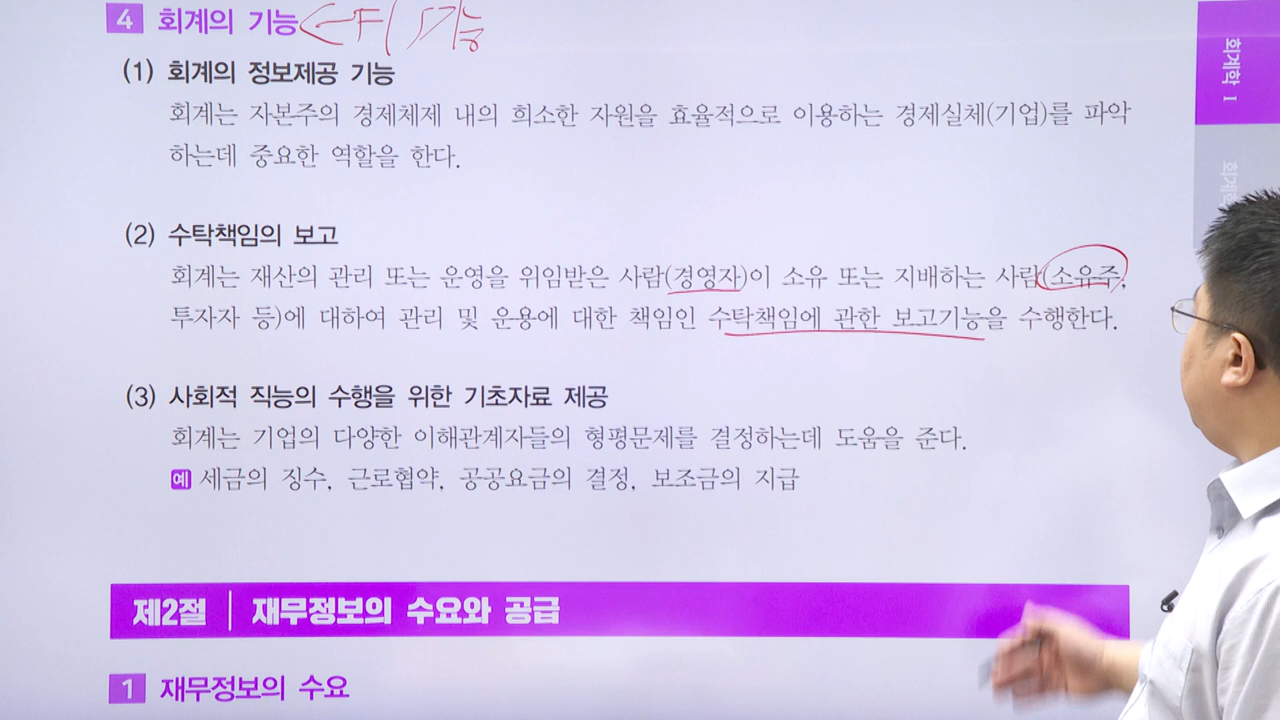 4 회계의 기능
기능
(1) 회계의 정보제공 기능
회계는 자본주의 경제체제 내의 희소한 자원을 효율적으로 이용하는 경제실체(기업)를 파악
하는데 중요한 역할을 한다.
(2) 수탁책임의 보고
회계는 재산의 관리 또는 운영을 위임받은 사람(경영자)이 소유 또는 지배하는 사람(소유주,
투자자 등)에 대하여 관리 및 운용에 대한 책임인 수탁책임에 관한 보고기능을 수행한다.
(3) 사회적 직능의 수행을 위한 기초자료 제공
회계는 기업의 다양한 이해관계자들의 형평문제를 결정하는데 도움을 준다.
예 세금의 징수, 근로협약, 공공요금의 결정, 보조금의 지급
제2절 재무정보의 수요와 공급
1 재무정보의 수요
회계학 I